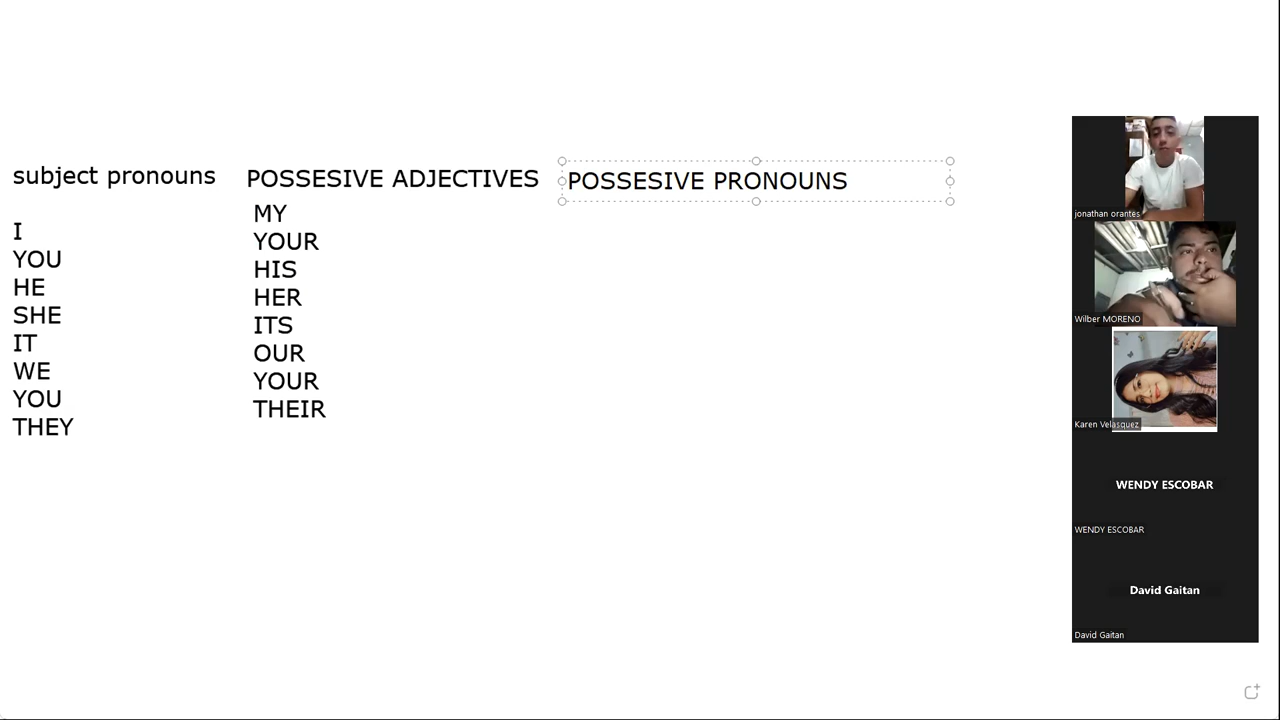 subject pronouns
I
YOU
HE
SHE
IT
WE
YOU
THEY
POSSESIVE ADJECTIVES
MY
YOUR
HIS
HER
ITS
OUR
YOUR
THEIR
POSSESIVE PRONOUNS
jonathan orantes
Wilber MORENO
Karen Velasquez
WENDY ESCOBAR
WENDY ESCOBAR
David Gaitan
David Gaitan